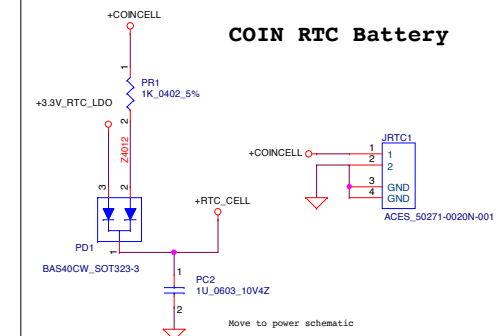 +COINCELL
COIN RTC Battery
1
PR1
1K_0402_5%
+3.3V_RTC_LDO
2
Z4012
JRTC1
+COINCELL
1 1
2 2
3 GND
4 GND
ACES_50271-0020N-001
3 2
+RTC_CELL
PD1
1
BAS40CW_SOT323-3
1
PC2
1U_0603_10V4Z
2
Move to power schematic